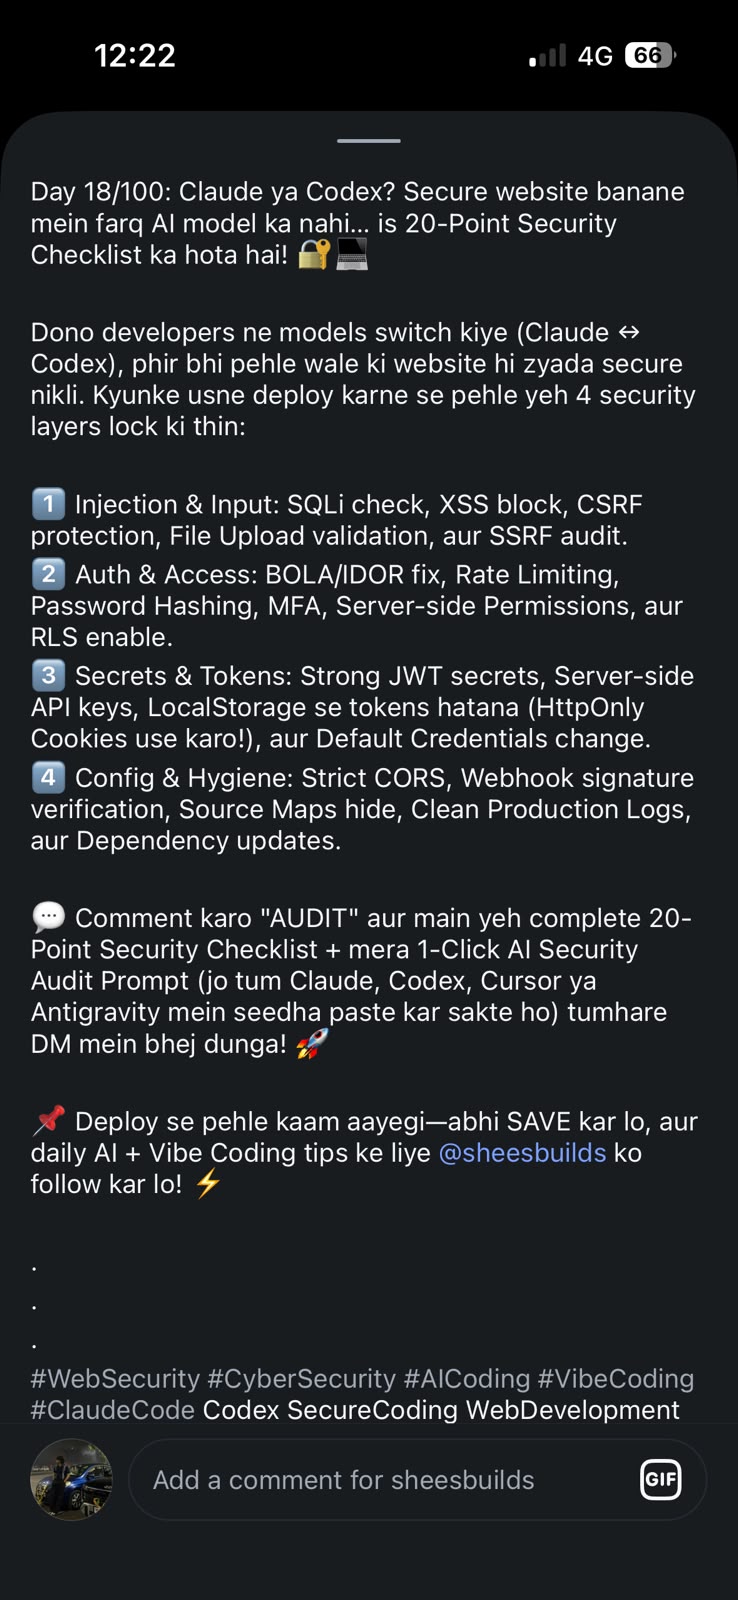 12:22 4G 66
Day 18/100: Claude ya Codex? Secure website banane
mein farq AI model ka nahi... is 20-Point Security
Checklist ka hota hai! 🔐💻
Dono developers ne models switch kiye (Claude ↔
Codex), phir bhi pehle wale ki website hi zyada secure
nikli. Kyunke usne deploy karne se pehle yeh 4 security
layers lock ki thin:
1️⃣ Injection & Input: SQLi check, XSS block, CSRF
protection, File Upload validation, aur SSRF audit.
2️⃣ Auth & Access: BOLA/IDOR fix, Rate Limiting,
Password Hashing, MFA, Server-side Permissions, aur
RLS enable.
3️⃣ Secrets & Tokens: Strong JWT secrets, Server-side
API keys, LocalStorage se tokens hatana (HttpOnly
Cookies use karo!), aur Default Credentials change.
4️⃣ Config & Hygiene: Strict CORS, Webhook signature
verification, Source Maps hide, Clean Production Logs,
aur Dependency updates.
💬 Comment karo "AUDIT" aur main yeh complete 20-
Point Security Checklist + mera 1-Click AI Security
Audit Prompt (jo tum Claude, Codex, Cursor ya
Antigravity mein seedha paste kar sakte ho) tumhare
DM mein bhej dunga! 🚀
📌 Deploy se pehle kaam aayegi—abhi SAVE kar lo, aur
daily AI + Vibe Coding tips ke liye @sheesbuilds ko
follow kar lo! ⚡
.
.
.
#WebSecurity #CyberSecurity #AICoding #VibeCoding
#ClaudeCode Codex SecureCoding WebDevelopment
Add a comment for sheesbuilds GIF